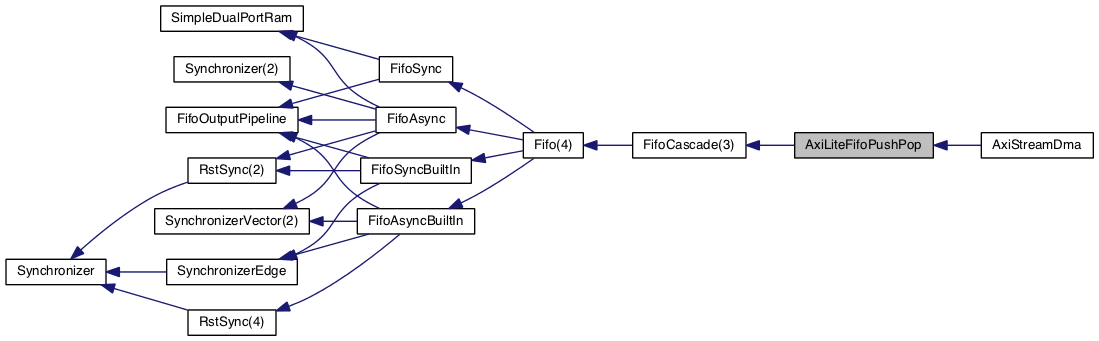 SimpleDualPortRam
Synchronizer(2)
FifoSync
FifoOutputPipeline
FifoAsync
Fifo(4)
FifoCascade(3)
AxiLiteFifoPushPop
AxiStreamDma
RstSync(2)
FifoSyncBuiltIn
SynchronizerVector(2)
FifoAsyncBuiltIn
Synchronizer
SynchronizerEdge
RstSync(4)